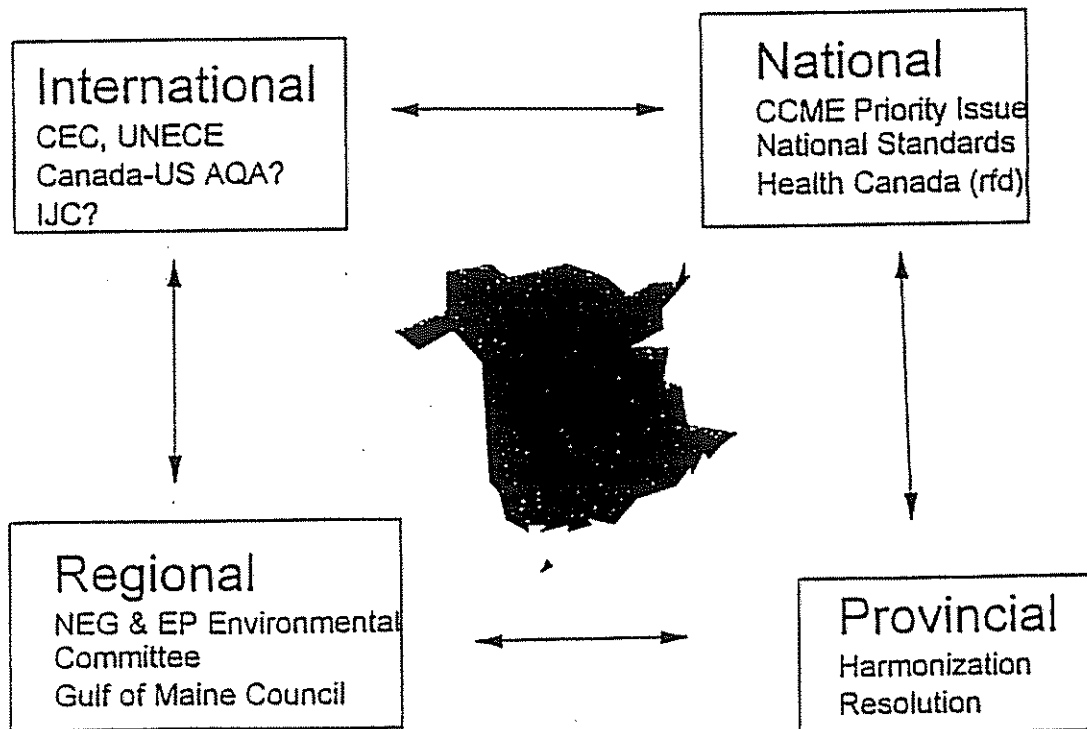 International
CEC, UNECE
Canada-US AQA?
IJC?
National
CCME Priority Issue
National Standards
Health Canada (rfd)
Regional
NEG & EP Environmental
Committee
Gulf of Maine Council
Provincial
Harmonization
Resolution